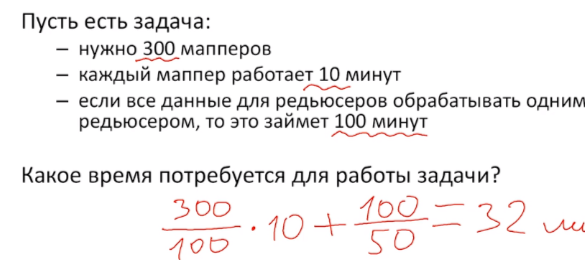 Пусть есть задача:
– нужно 300 мапперов
– каждый маппер работает 10 минут
– если все данные для редьюсеров обрабатывать одним
редьюсером, то это займет 100 минут
Какое время потребуется для работы задачи?
300/100 · 10 + 100/50 = 32